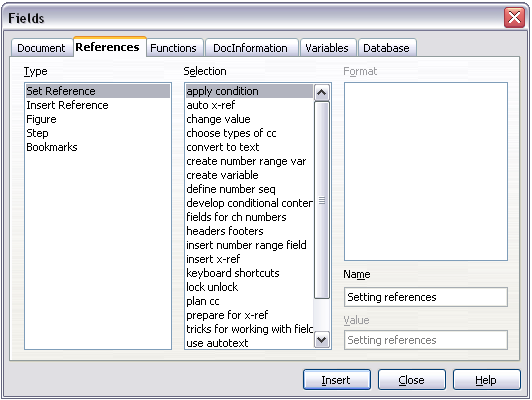 Fields
Document References Functions DocInformation Variables Database
Type
Set Reference
Insert Reference
Figure
Step
Bookmarks
Selection
apply condition
auto x-ref
change value
choose types of cc
convert to text
create number range var
create variable
define number seq
develop conditional conter
fields for ch numbers
headers footers
insert number range field
insert x-ref
keyboard shortcuts
lock unlock
plan cc
prepare for x-ref
tricks for working with fielc
use autotext
Format
Name
Setting references
Value
Setting references
Insert Close Help